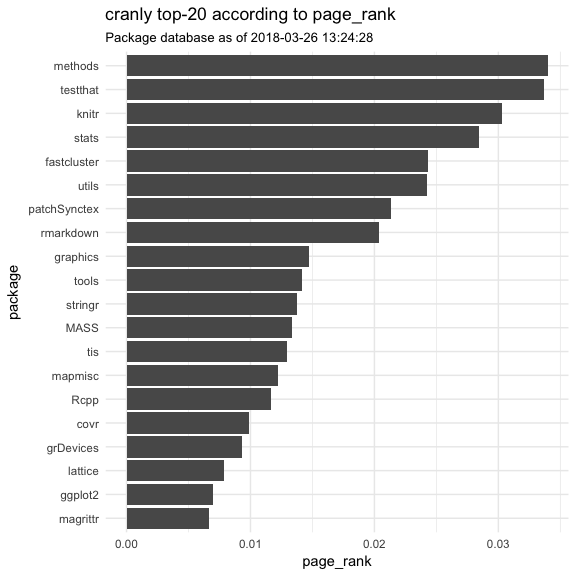 cranly top-20 according to page_rank
Package database as of 2018-03-26 13:24:28
methods
testthat
knitr
stats
fastcluster
utils
patchSynctex
rmarkdown
graphics
tools
stringr
MASS
tis
mapmisc
Rcpp
covr
grDevices
lattice
ggplot2
magrittr
package
0.00 0.01 0.02 0.03
page_rank